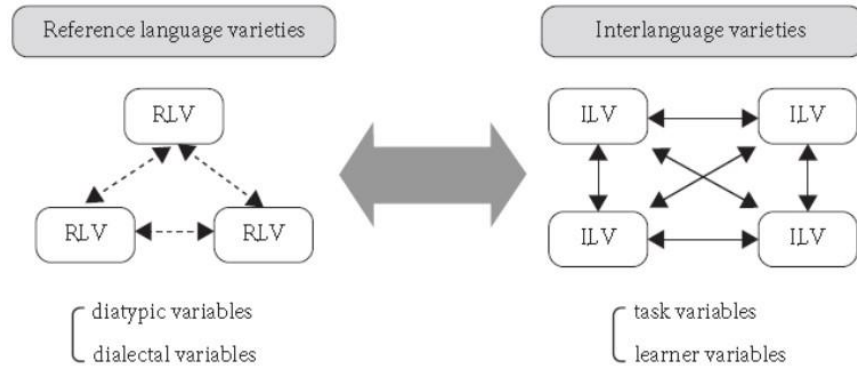 Reference language varieties
Interlanguage varieties
RLV
ILV
ILV
RLV
RLV
ILV
ILV
diatypic variables
dialectal variables
task variables
learner variables